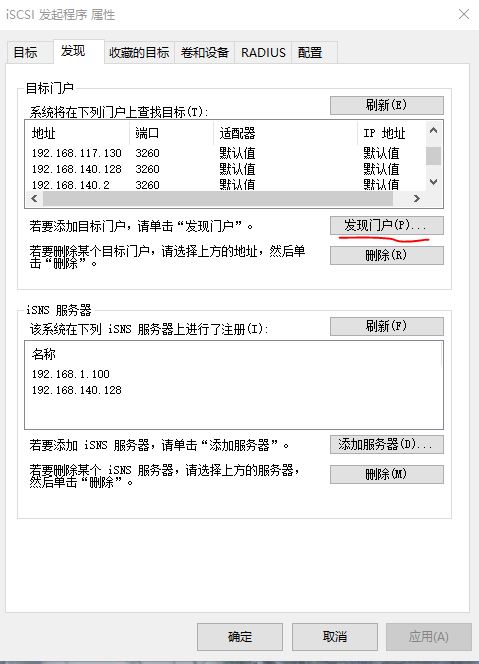 iSCSI 发起程序 属性
目标 发现 收藏的目标 卷和设备 RADIUS 配置
目标门户
系统将在下列门户上查找目标(T): 刷新(E)
地址 端口 适配器 IP 地址
192.168.117.130 3260 默认值 默认值
192.168.140.128 3260 默认值 默认值
192.168.140.2 3260 默认值 默认值
若要添加目标门户，请单击“发现门户”。 发现门户(P)...
若要删除某个目标门户，请选择上方的地址，然后单 删除(R)
击“删除”。
iSNS 服务器
该系统在下列 iSNS 服务器上进行了注册(I): 刷新(F)
名称
192.168.1.100
192.168.140.128
若要添加 iSNS 服务器，请单击“添加服务器”。 添加服务器(D)...
若要删除某个 iSNS 服务器，请选择上方的服务器， 删除(M)
然后单击“删除”。
确定 取消 应用(A)